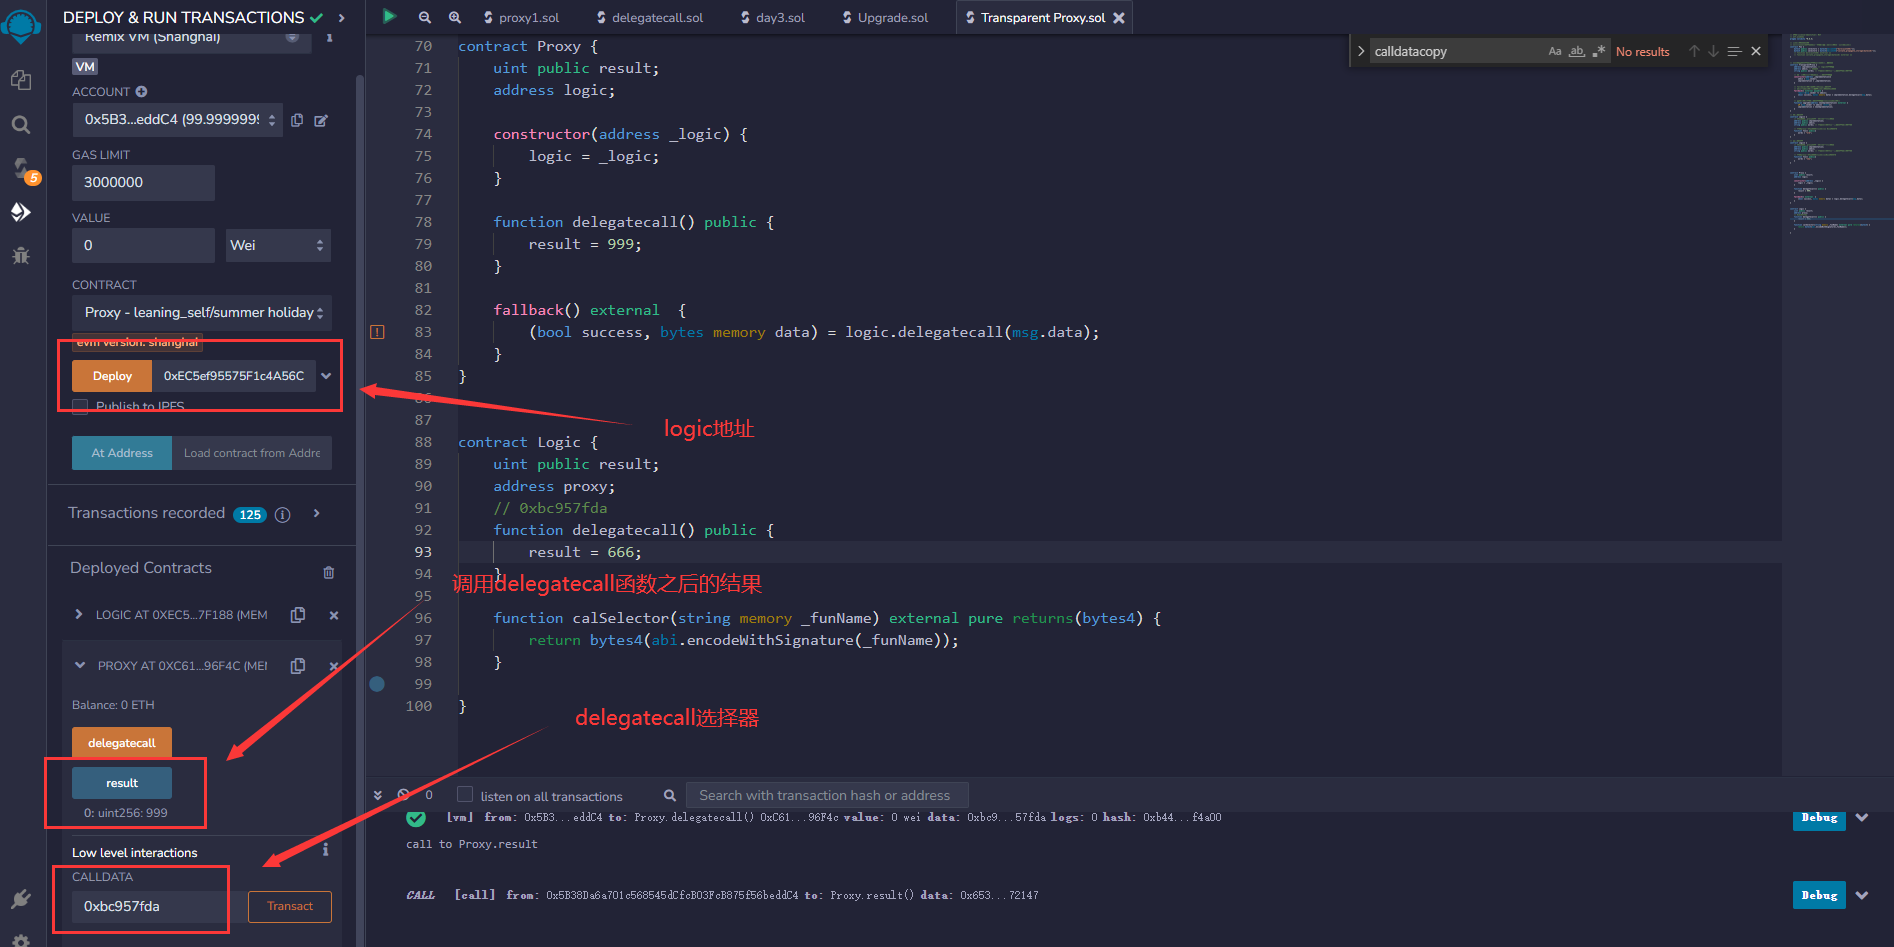 DEPLOY & RUN TRANSACTIONS
Remix VM (Shanghai)
VM
ACCOUNT
0x5B3...eddC4 (99.9999999
GAS LIMIT
3000000
VALUE
0
Wei
CONTRACT
Proxy - leaning_self/summer holiday
evm version: shanghai
Deploy
0xEC5ef95575F1c4A56C
Publish to IPFS
At Address
Load contract from Addre
Transactions recorded 125
Deployed Contracts
LOGIC AT 0XEC5...7F188 (MEM
PROXY AT 0XC61...96F4C (MEM
Balance: 0 ETH
delegatecall
result
0: uint256: 999
Low level interactions
CALLDATA
0xbc957fda
Transact
5
proxy1.sol
delegatecall.sol
day3.sol
Upgrade.sol
Transparent Proxy.sol
calldatacopy
Aa
ab
.*
No results
70 contract Proxy {
71 uint public result;
72 address logic;
73
74 constructor(address _logic) {
75 logic = _logic;
76 }
77
78 function delegatecall() public {
79 result = 999;
80 }
81
82 fallback() external  {
83 (bool success, bytes memory data) = logic.delegatecall(msg.data);
84 }
85 }
86
87
88 contract Logic {
89 uint public result;
90 address proxy;
91 // 0xbc957fda
92 function delegatecall() public {
93 result = 666;
94 }
95
96 function calSelector(string memory _funName) external pure returns(bytes4) {
97 return bytes4(abi.encodeWithSignature(_funName));
98 }
99
100 }
logic地址
调用delegatecall函数之后的结果
delegatecall选择器
0
listen on all transactions
Search with transaction hash or address
[vm] from: 0x5B3...eddC4 to: Proxy.delegatecall() 0xC61...96F4c value: 0 wei data: 0xbc9...57fda logs: 0 hash: 0xb44...f4a00
Debug
call to Proxy.result
CALL [call] from: 0x5B38Da6a701c568545dCfcB03FcB875f56beddC4 to: Proxy.result() data: 0x653...72147
Debug